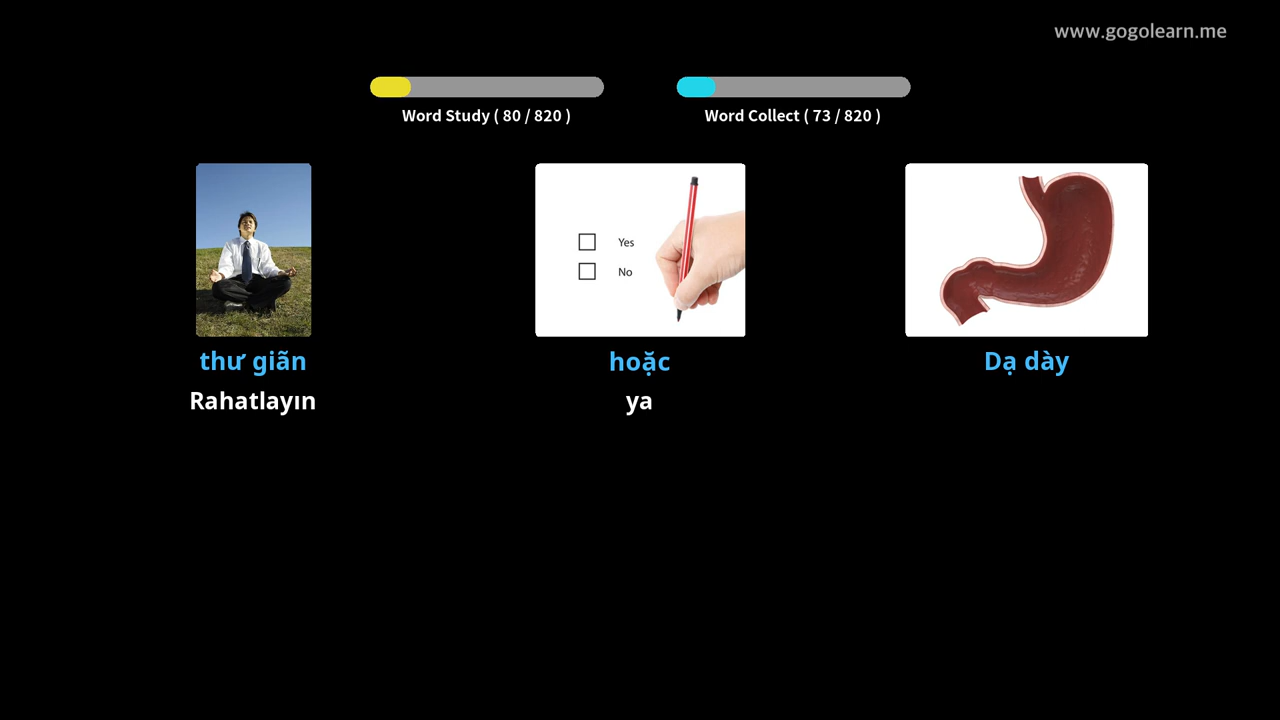 www.gogolearn.me
Word Study ( 80 / 820 )
Word Collect ( 73 / 820 )
Yes
No
thư giãn
hoặc
Dạ dày
Rahatlayın
ya